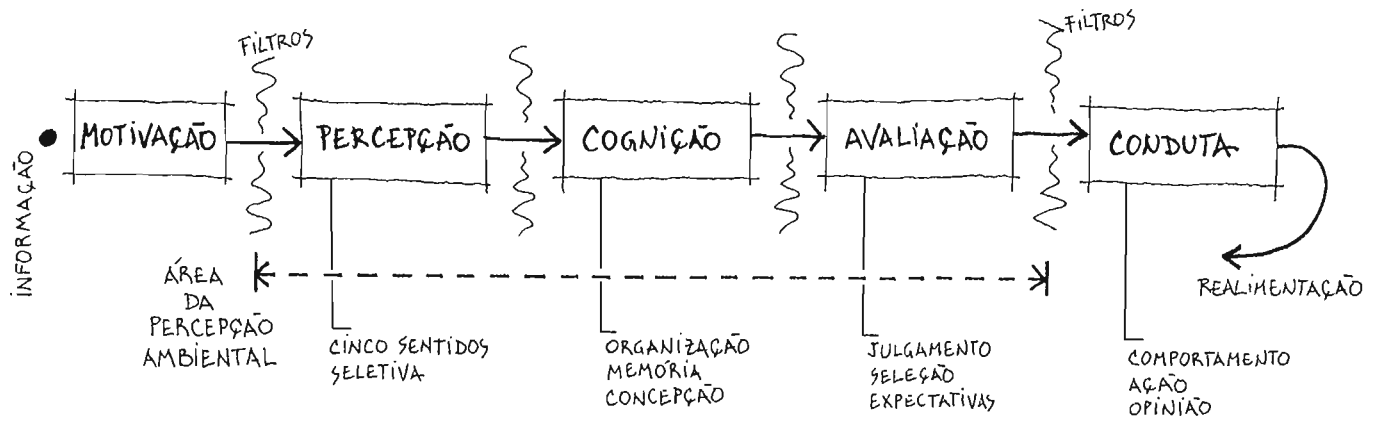 FILTROS
FILTROS
INFORMAÇÃO
MOTIVAÇÃO
PERCEPÇÃO
COGNIÇÃO
AVALIAÇÃO
CONDUTA
REALIMENTAÇÃO
ÁREA
DA
PERCEPÇÃO
AMBIENTAL
CINCO SENTIDOS
SELETIVA
ORGANIZAÇÃO
MEMÓRIA
CONCEPÇÃO
JULGAMENTO
SELEÇÃO
EXPECTATIVAS
COMPORTAMENTO
AÇÃO
OPINIÃO